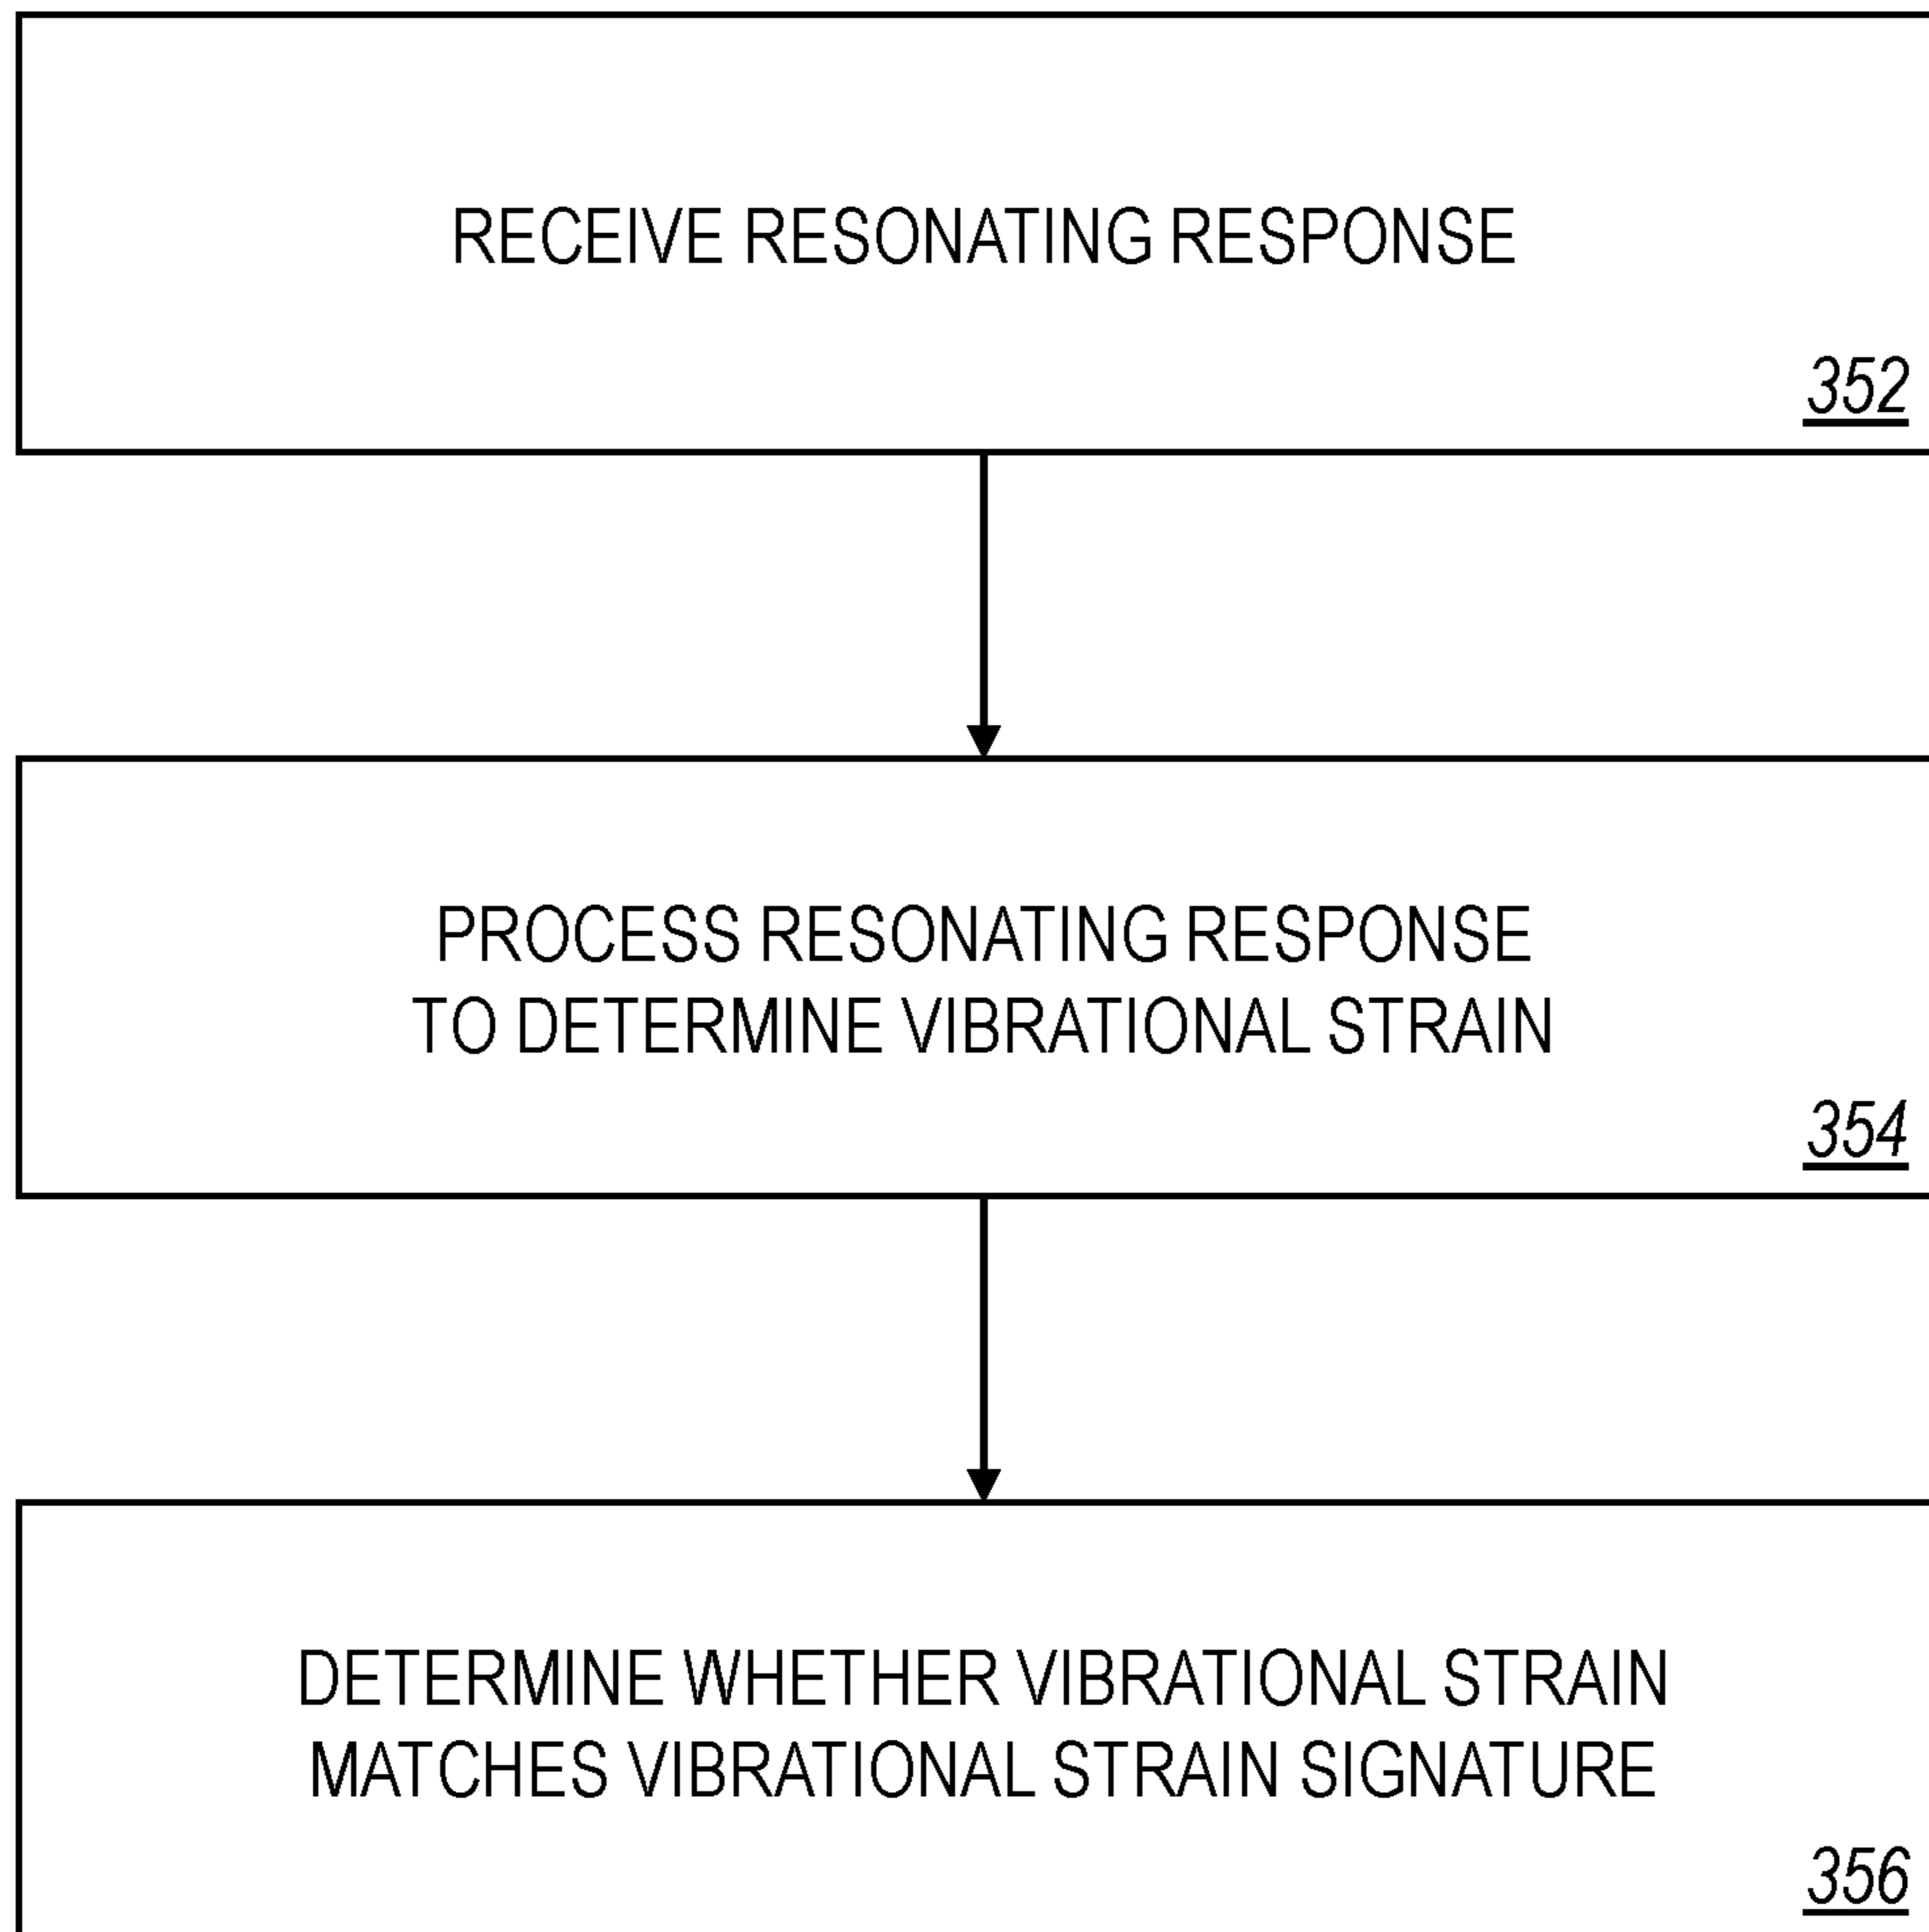 RECEIVE RESONATING RESPONSE
352
PROCESS RESONATING RESPONSE
TO DETERMINE VIBRATIONAL STRAIN
354
DETERMINE WHETHER VIBRATIONAL STRAIN
MATCHES VIBRATIONAL STRAIN SIGNATURE
356